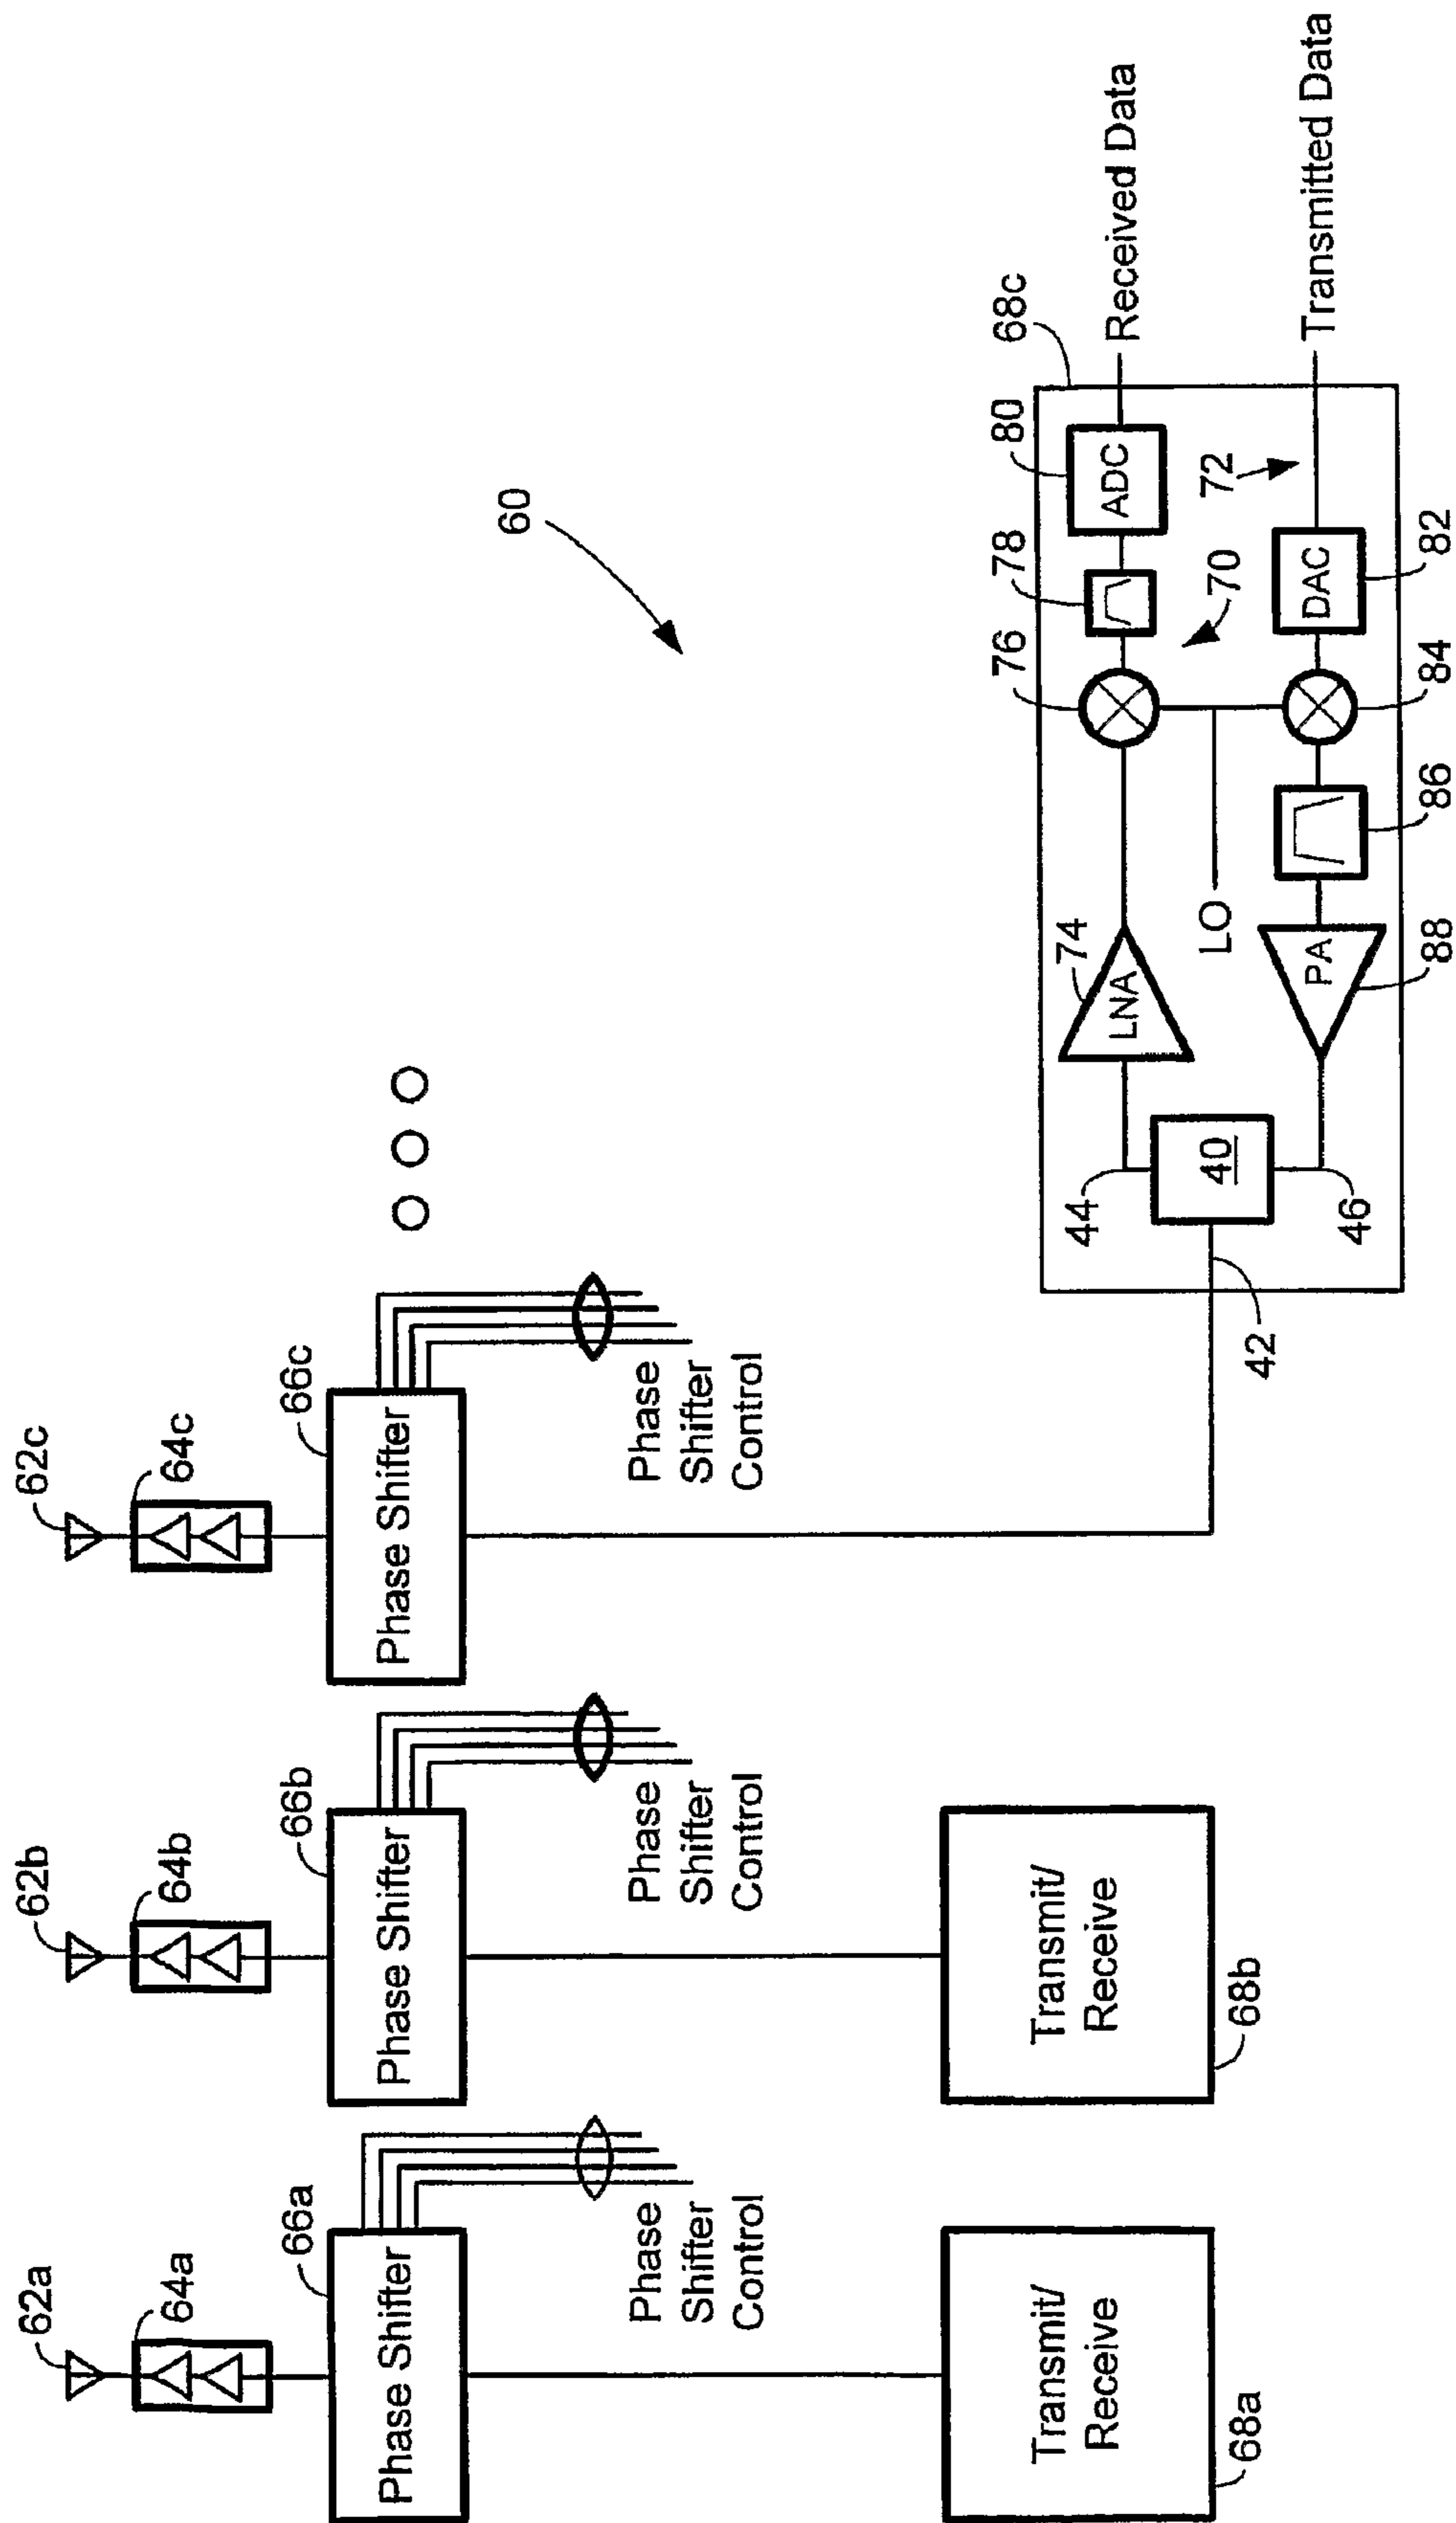 60
62a
62b
62c
64a
64b
64c
66a
66b
66c
Phase Shifter
Phase Shifter
Phase Shifter
Phase
Shifter
Control
Phase
Shifter
Control
Phase
Shifter
Control
Transmit/
Receive
68a
Transmit/
Receive
68b
68c
42
44
40
46
74
LNA
76
78
80
ADC
Received Data
70
72
LO
PA
88
86
84
DAC
82
Transmitted Data